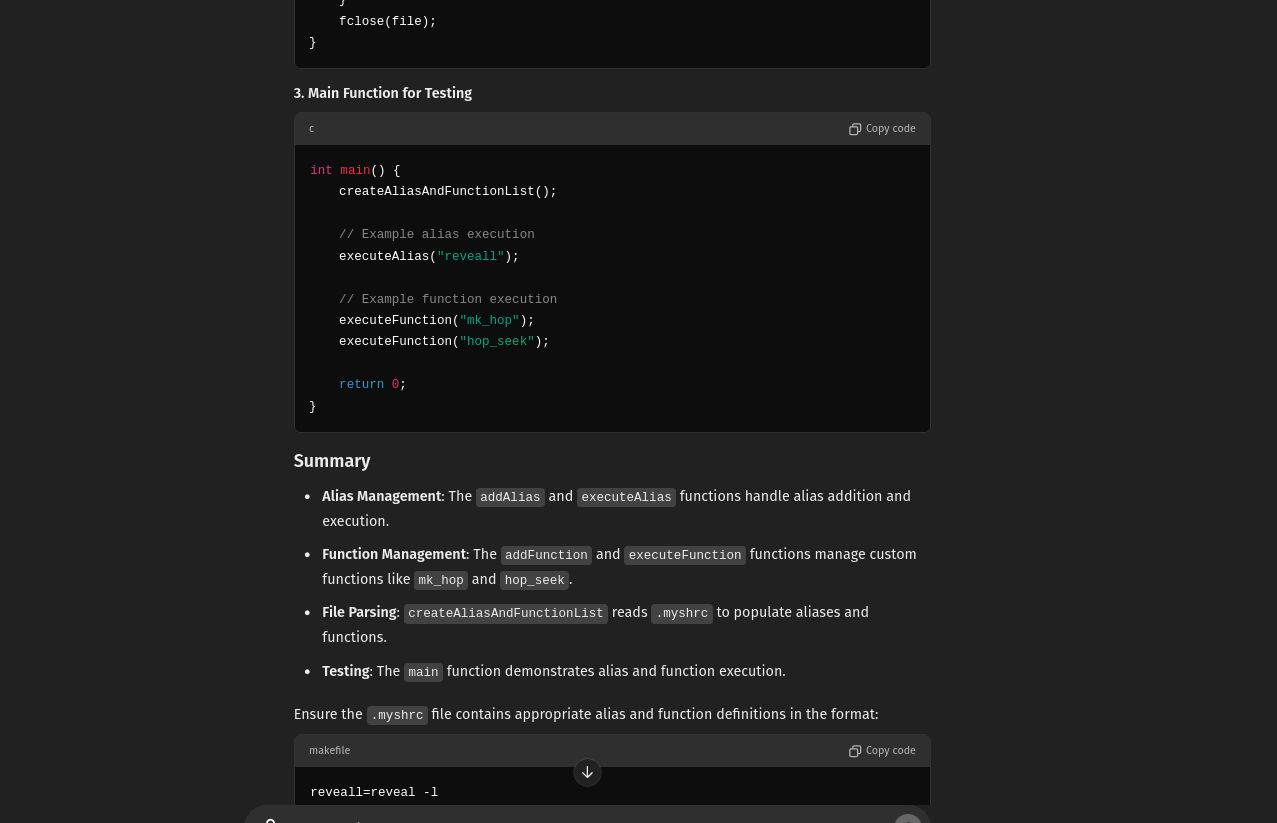 }
fclose(file);
}
3. Main Function for Testing
c
Copy code
int main() {
createAliasAndFunctionList();
// Example alias execution
executeAlias("reveall");
// Example function execution
executeFunction("mk_hop");
executeFunction("hop_seek");
return 0;
}
Summary
• Alias Management: The addAlias and executeAlias functions handle alias addition and
execution.
• Function Management: The addFunction and executeFunction functions manage custom
functions like mk_hop and hop_seek.
• File Parsing: createAliasAndFunctionList reads .myshrc to populate aliases and
functions.
• Testing: The main function demonstrates alias and function execution.
Ensure the .myshrc file contains appropriate alias and function definitions in the format:
makefile
Copy code
reveall=reveal -l